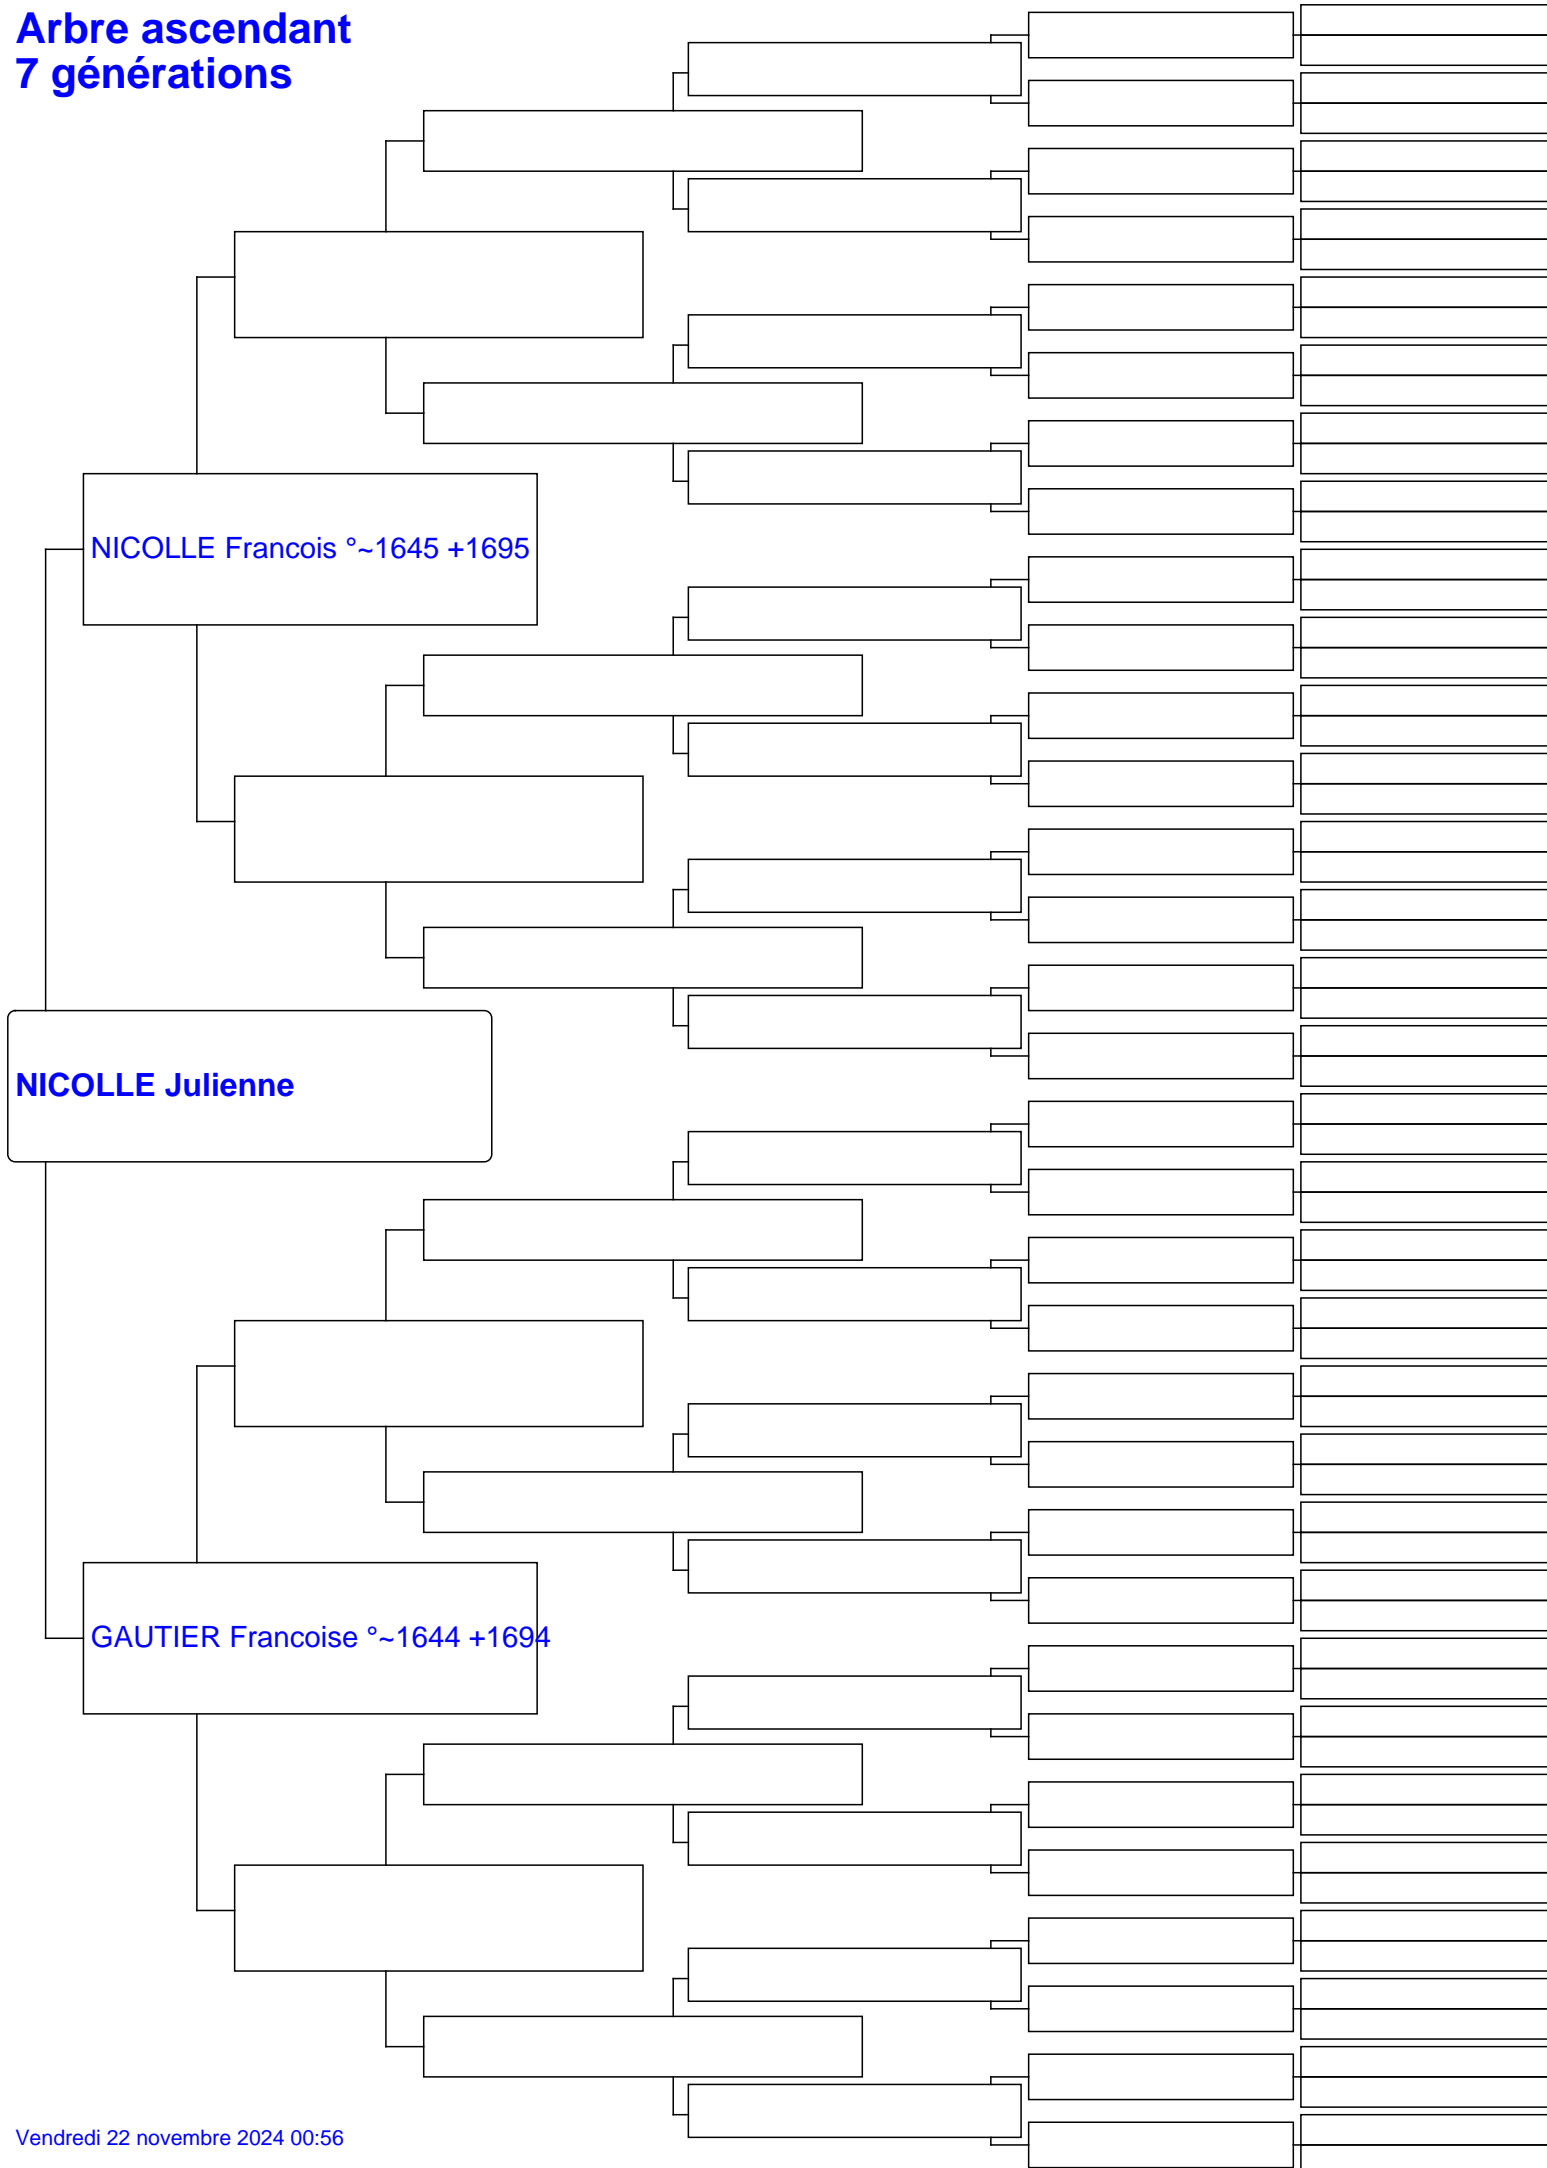 Arbre ascendant
7 générations
NICOLLE Francois °~1645 +1695
NICOLLE Julienne
GAUTIER Francoise °~1644 +1694
Vendredi 22 novembre 2024 00:56